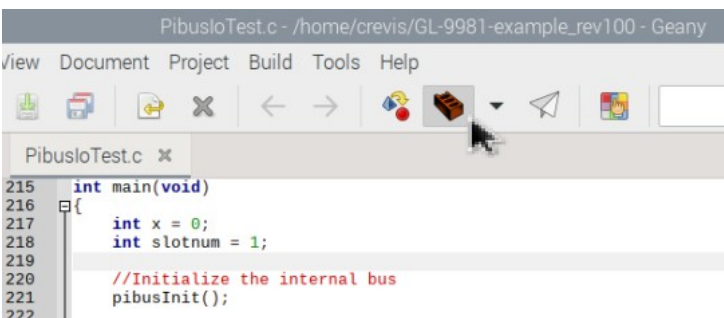 PibusIoTest.c - /home/crevis/GL-9981-example_rev100 - Geany
View Document Project Build Tools Help
PibusIoTest.c
215 int main(void)
216 {
217 int x = 0;
218 int slotnum = 1;
219
220 //Initialize the internal bus
221 pibusInit();
222